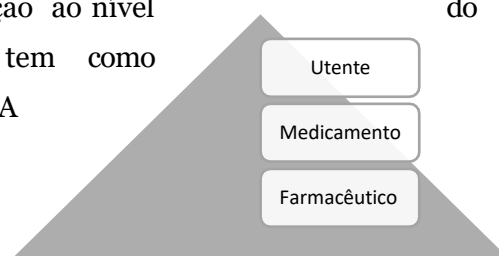 ção ao nível do
tem como
A
Utente
Medicamento
Farmacêutico